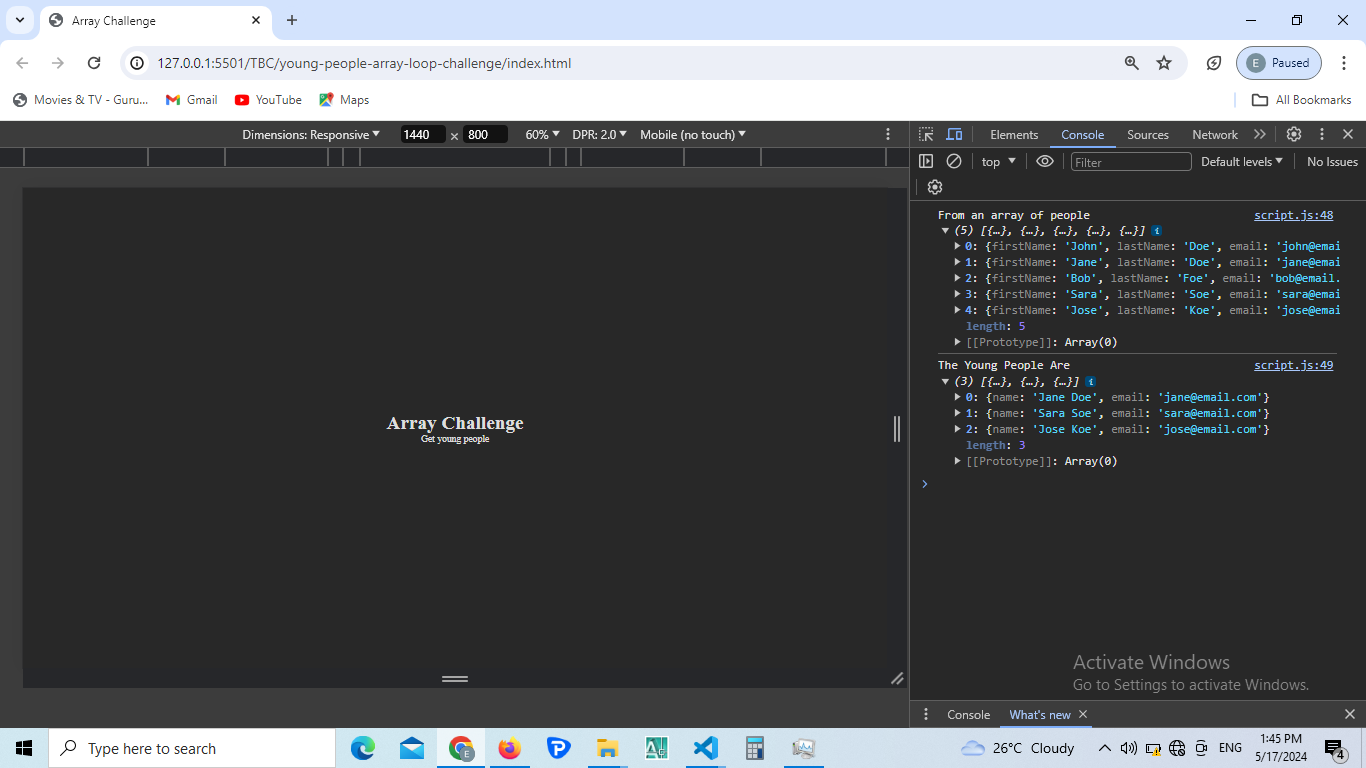 Array Challenge
127.0.0.1:5501/TBC/young-people-array-loop-challenge/index.html
E Paused
Movies & TV - Guru... Gmail YouTube Maps All Bookmarks
Dimensions: Responsive 1440 × 800 60% DPR: 2.0 Mobile (no touch)
Elements Console Sources Network
top Filter Default levels No Issues
From an array of people script.js:48
(5) [{…}, {…}, {…}, {…}, {…}] i
0: {firstName: 'John', lastName: 'Doe', email: 'john@emai
1: {firstName: 'Jane', lastName: 'Doe', email: 'jane@emai
2: {firstName: 'Bob', lastName: 'Foe', email: 'bob@email.
3: {firstName: 'Sara', lastName: 'Soe', email: 'sara@emai
4: {firstName: 'Jose', lastName: 'Koe', email: 'jose@emai
length: 5
[[Prototype]]: Array(0)
The Young People Are script.js:49
(3) [{…}, {…}, {…}] i
0: {name: 'Jane Doe', email: 'jane@email.com'}
1: {name: 'Sara Soe', email: 'sara@email.com'}
2: {name: 'Jose Koe', email: 'jose@email.com'}
length: 3
[[Prototype]]: Array(0)
Array Challenge
Get young people
Activate Windows
Go to Settings to activate Windows.
Console What's new
Type here to search
26°C Cloudy
ENG
1:45 PM
5/17/2024
4